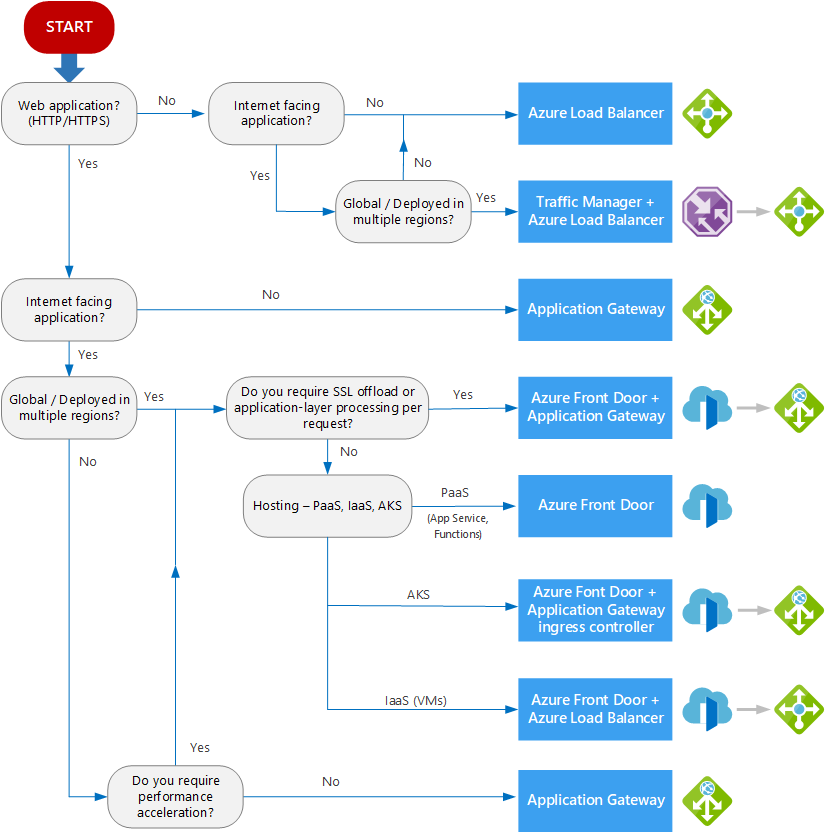 START
Web application?
(HTTP/HTTPS)
No
Internet facing
application?
No
Azure Load Balancer
Yes
Yes
No
Global / Deployed in
multiple regions?
Yes
Traffic Manager +
Azure Load Balancer
Internet facing
application?
No
Application Gateway
Yes
Global / Deployed in
multiple regions?
Yes
Do you require SSL offload or
application-layer processing per
request?
Yes
Azure Front Door +
Application Gateway
No
No
Hosting – PaaS, IaaS, AKS
PaaS
(App Service,
Functions)
Azure Front Door
AKS
Azure Font Door +
Application Gateway
ingress controller
IaaS (VMs)
Azure Front Door +
Azure Load Balancer
Yes
Do you require
performance
acceleration?
No
Application Gateway